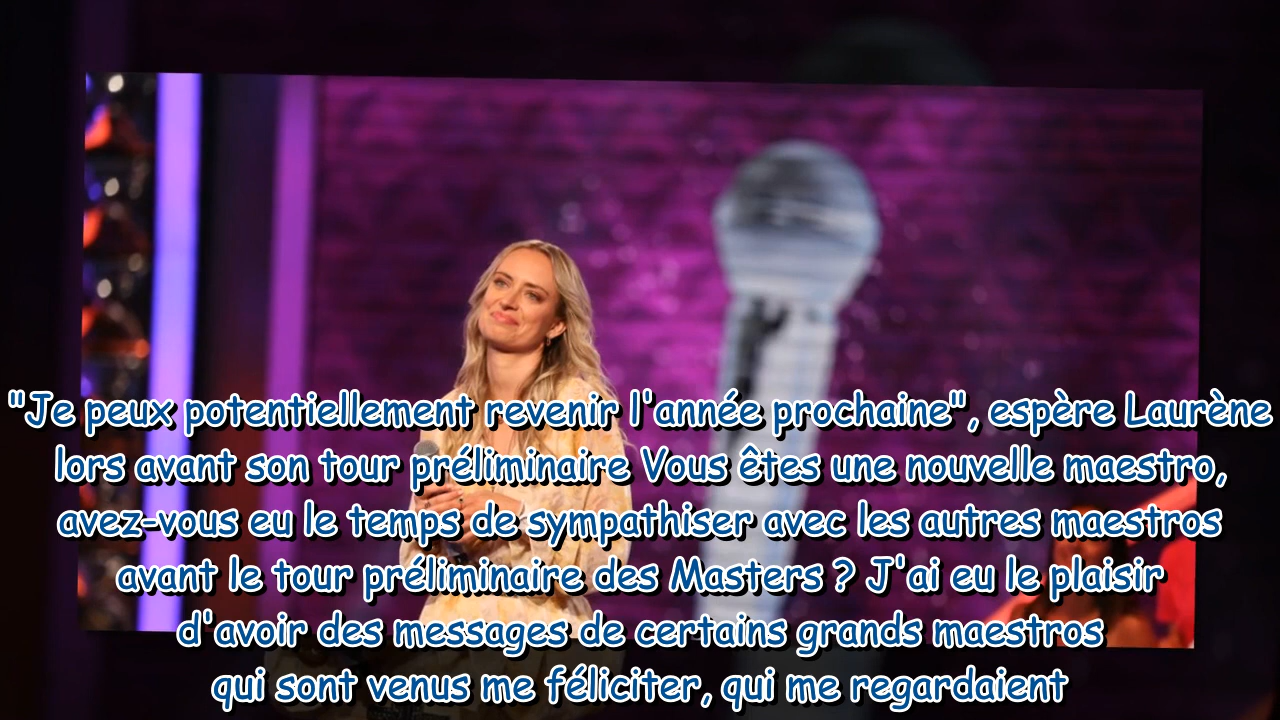 "Je peux potentiellement revenir l'année prochaine", espère Laurène
lors avant son tour préliminaire Vous êtes une nouvelle maestro,
avez-vous eu le temps de sympathiser avec les autres maestros
avant le tour préliminaire des Masters ? J'ai eu le plaisir
d'avoir des messages de certains grands maestros
qui sont venus me féliciter, qui me regardaient